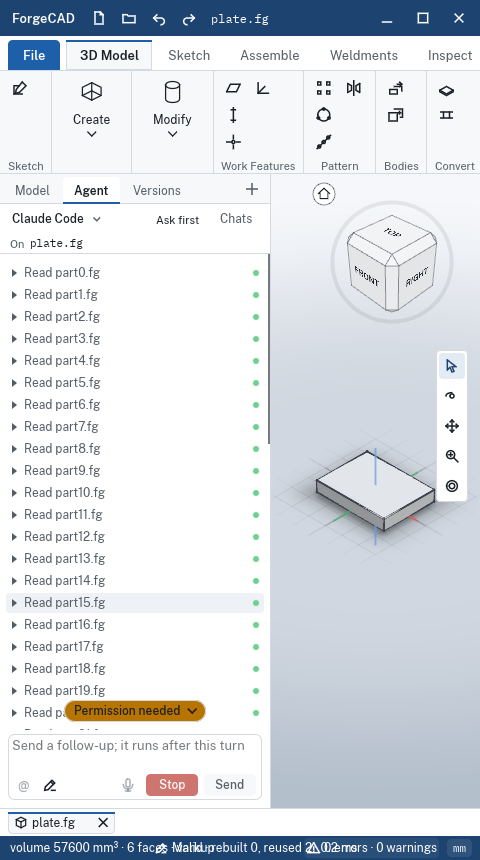 ForgeCAD plate.fg
File 3D Model Sketch Assemble Weldments Inspect
Create Modify
Sketch Work Features Pattern Bodies Convert
Model Agent Versions
Claude Code Ask first Chats
On plate.fg
TOP
FRONT RIGHT
Read part0.fg
Read part1.fg
Read part2.fg
Read part3.fg
Read part4.fg
Read part5.fg
Read part6.fg
Read part7.fg
Read part8.fg
Read part9.fg
Read part10.fg
Read part11.fg
Read part12.fg
Read part13.fg
Read part14.fg
Read part15.fg
Read part16.fg
Read part17.fg
Read part18.fg
Read part19.fg
Read
Permission needed
Send a follow-up; it runs after this turn
@ Stop Send
plate.fg
volume 57600 mm³ · 6 rebuilt 0, reused · 0 warnings mm